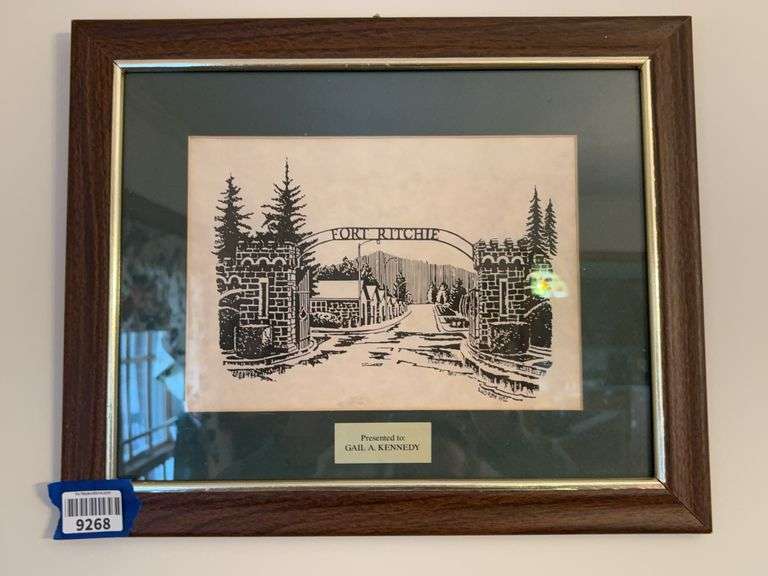 FORT RITCHIE
Presented to:
GAIL A. KENNEDY
9268